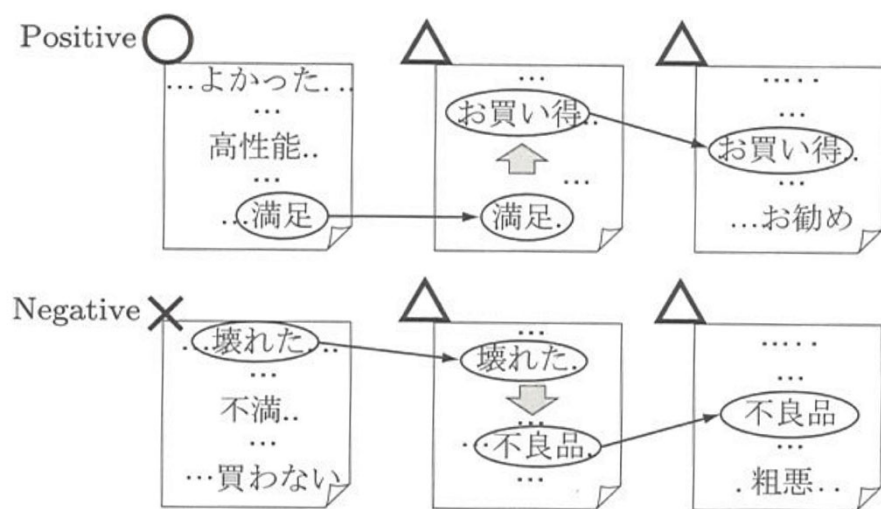 Positive
…よかった…
…
高性能..
…
…満足
…
お買い得..
…
満足.
.....
…
お買い得..
…
…お勧め
Negative
…壊れた….
…
不満..
…
…買わない
…
壊れた.
…
…不良品.
…
.....
…
不良品
…
.粗悪..